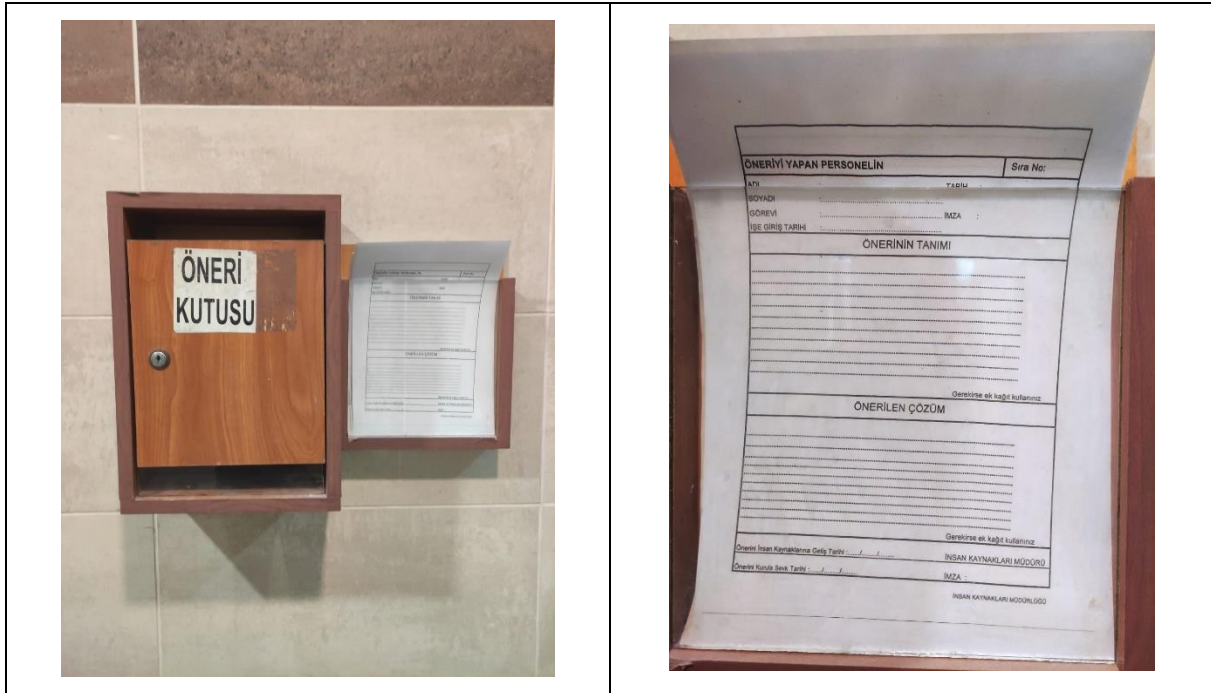 ÖNERİ
KUTUSU
ÖNERİYİ YAPAN PERSONELİN Sıra No:
ADI : TARİH :
SOYADI :
GÖREVİ : İMZA :
İŞE GİRİŞ TARİHİ :
ÖNERİNİN TANIMI
Gerekirse ek kağıt kullanınız
ÖNERİLEN ÇÖZÜM
Gerekirse ek kağıt kullanınız
Önerini İnsan Kaynaklarına Geliş Tarihi : ..../..../...... İNSAN KAYNAKLARI MÜDÜRÜ
Önerini Kurula Sevk Tarihi : ..../..../...... İMZA :
İNSAN KAYNAKLARI MÜDÜRLÜĞÜ